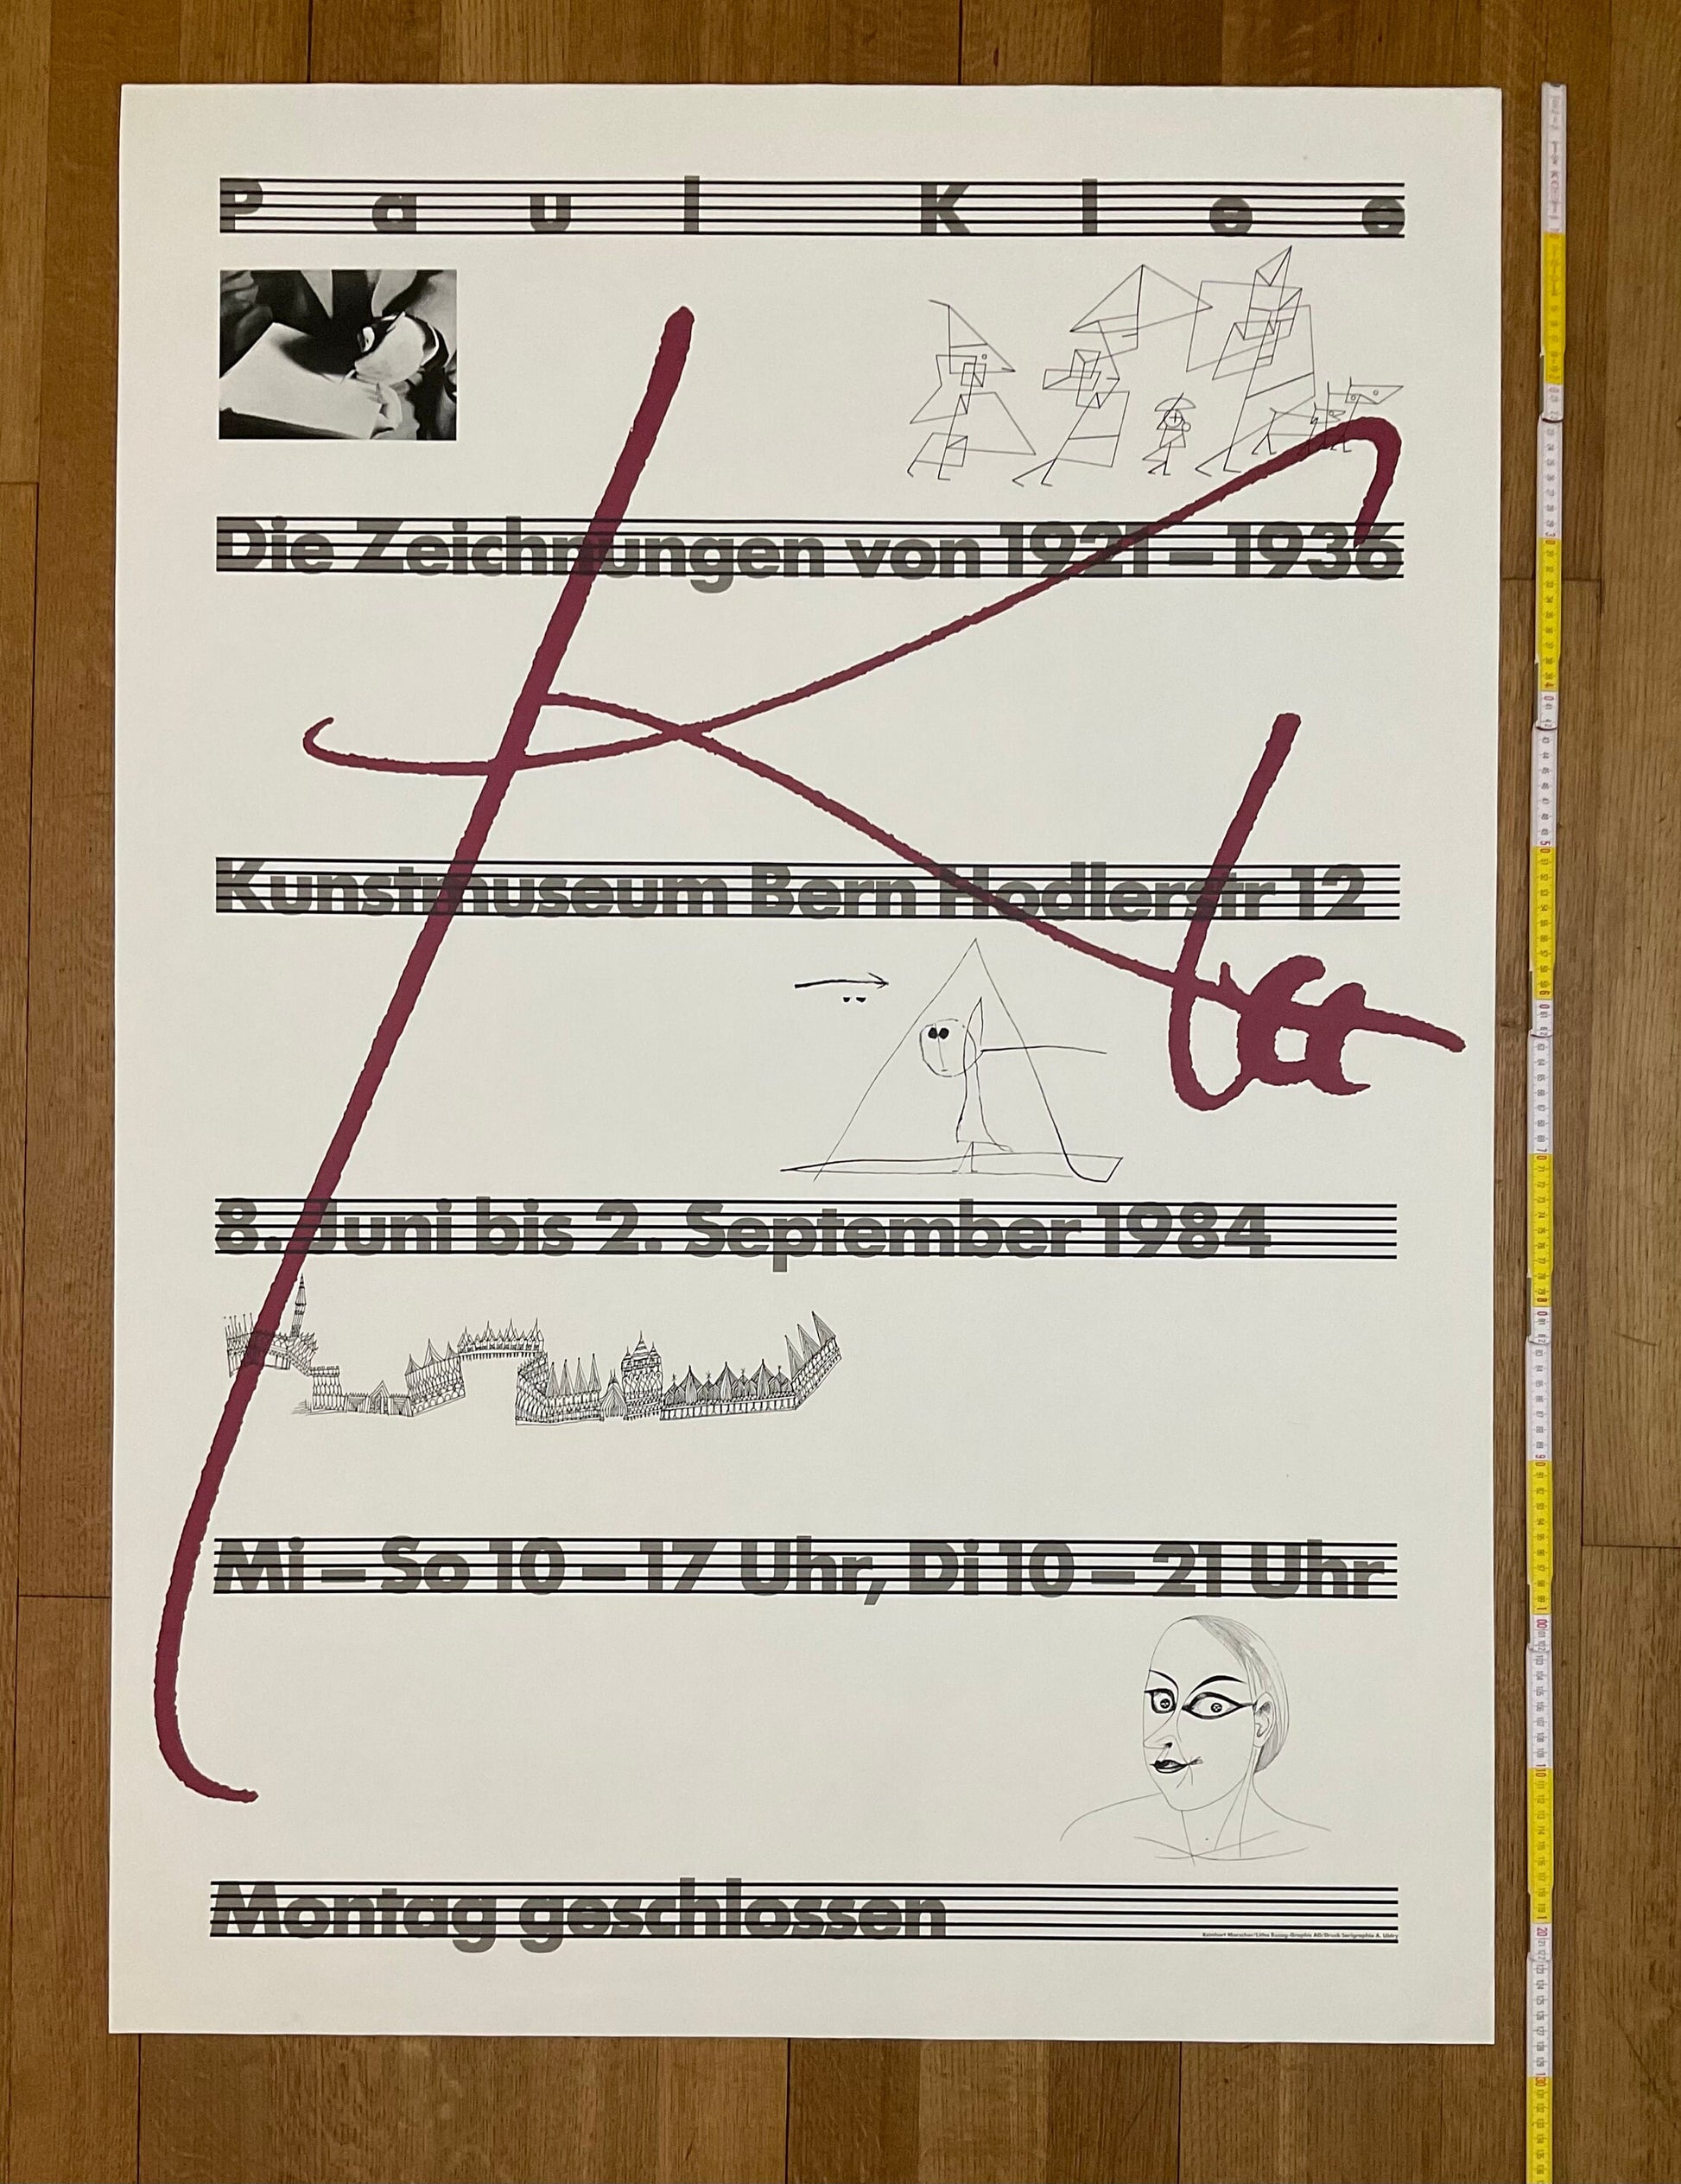 Paul Klee
Die Zeichnungen von 1921–1936
Klee
Kunstmuseum Bern Hodlerstr 12
8. Juni bis 2. September 1984
Mi–So 10–17 Uhr, Di 10–21 Uhr
Montag geschlossen